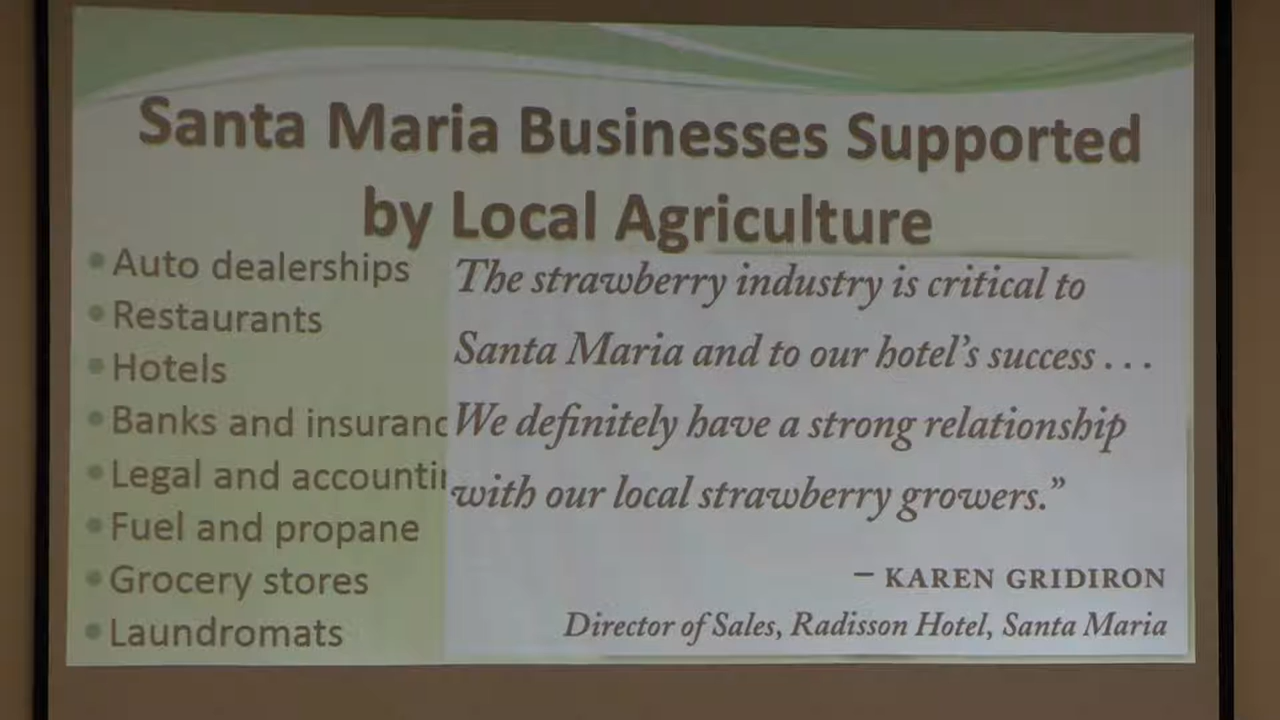 Santa Maria Businesses Supported
by Local Agriculture
• Auto dealerships
• Restaurants
• Hotels
• Banks and insuranc
• Legal and accounti
• Fuel and propane
• Grocery stores
• Laundromats
The strawberry industry is critical to
Santa Maria and to our hotel's success . . .
We definitely have a strong relationship
with our local strawberry growers.”
– KAREN GRIDIRON
Director of Sales, Radisson Hotel, Santa Maria